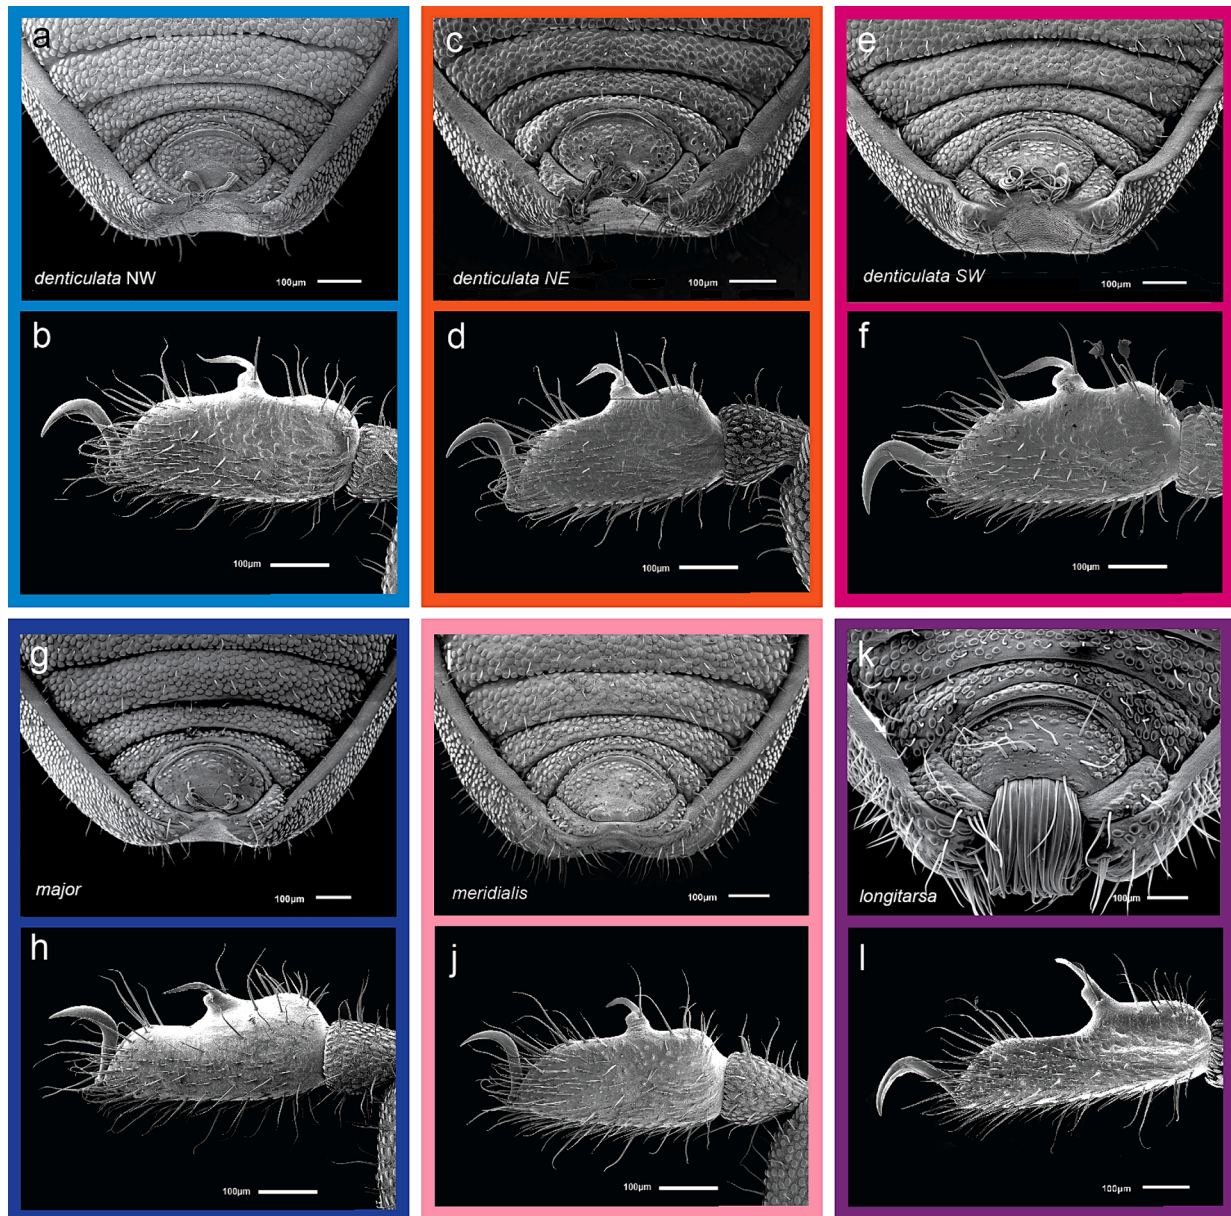 a
denticulata NW
100µm
c
denticulata NE
100µm
e
denticulata SW
100µm
b
100µm
d
100µm
f
100µm
g
major
100µm
i
meridialis
100µm
k
longitarsa
100µm
h
100µm
j
100µm
l
100µm